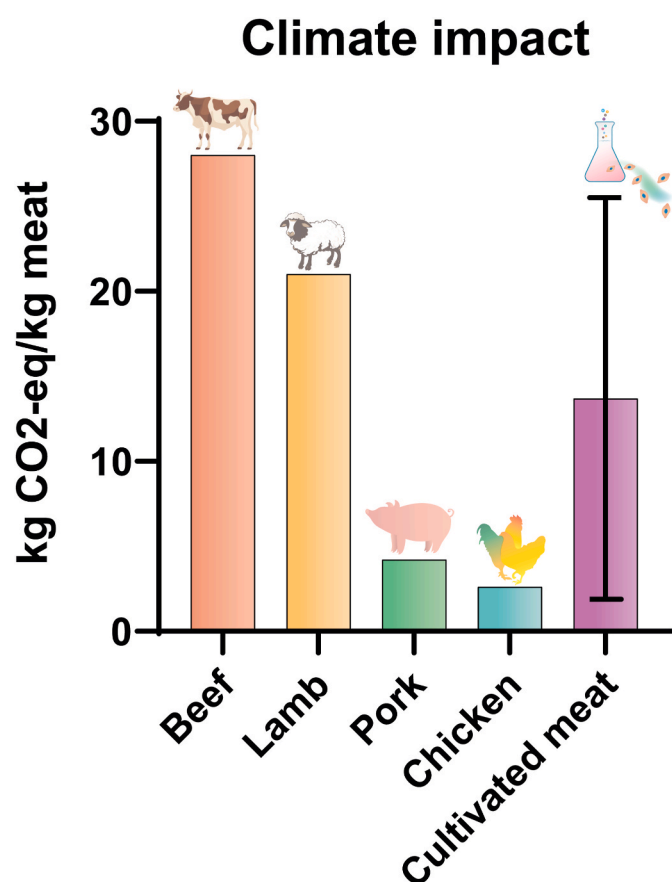 Climate impact
kg CO2-eq/kg meat
30
20
10
0
Beef
Lamb
Pork
Chicken
Cultivated meat